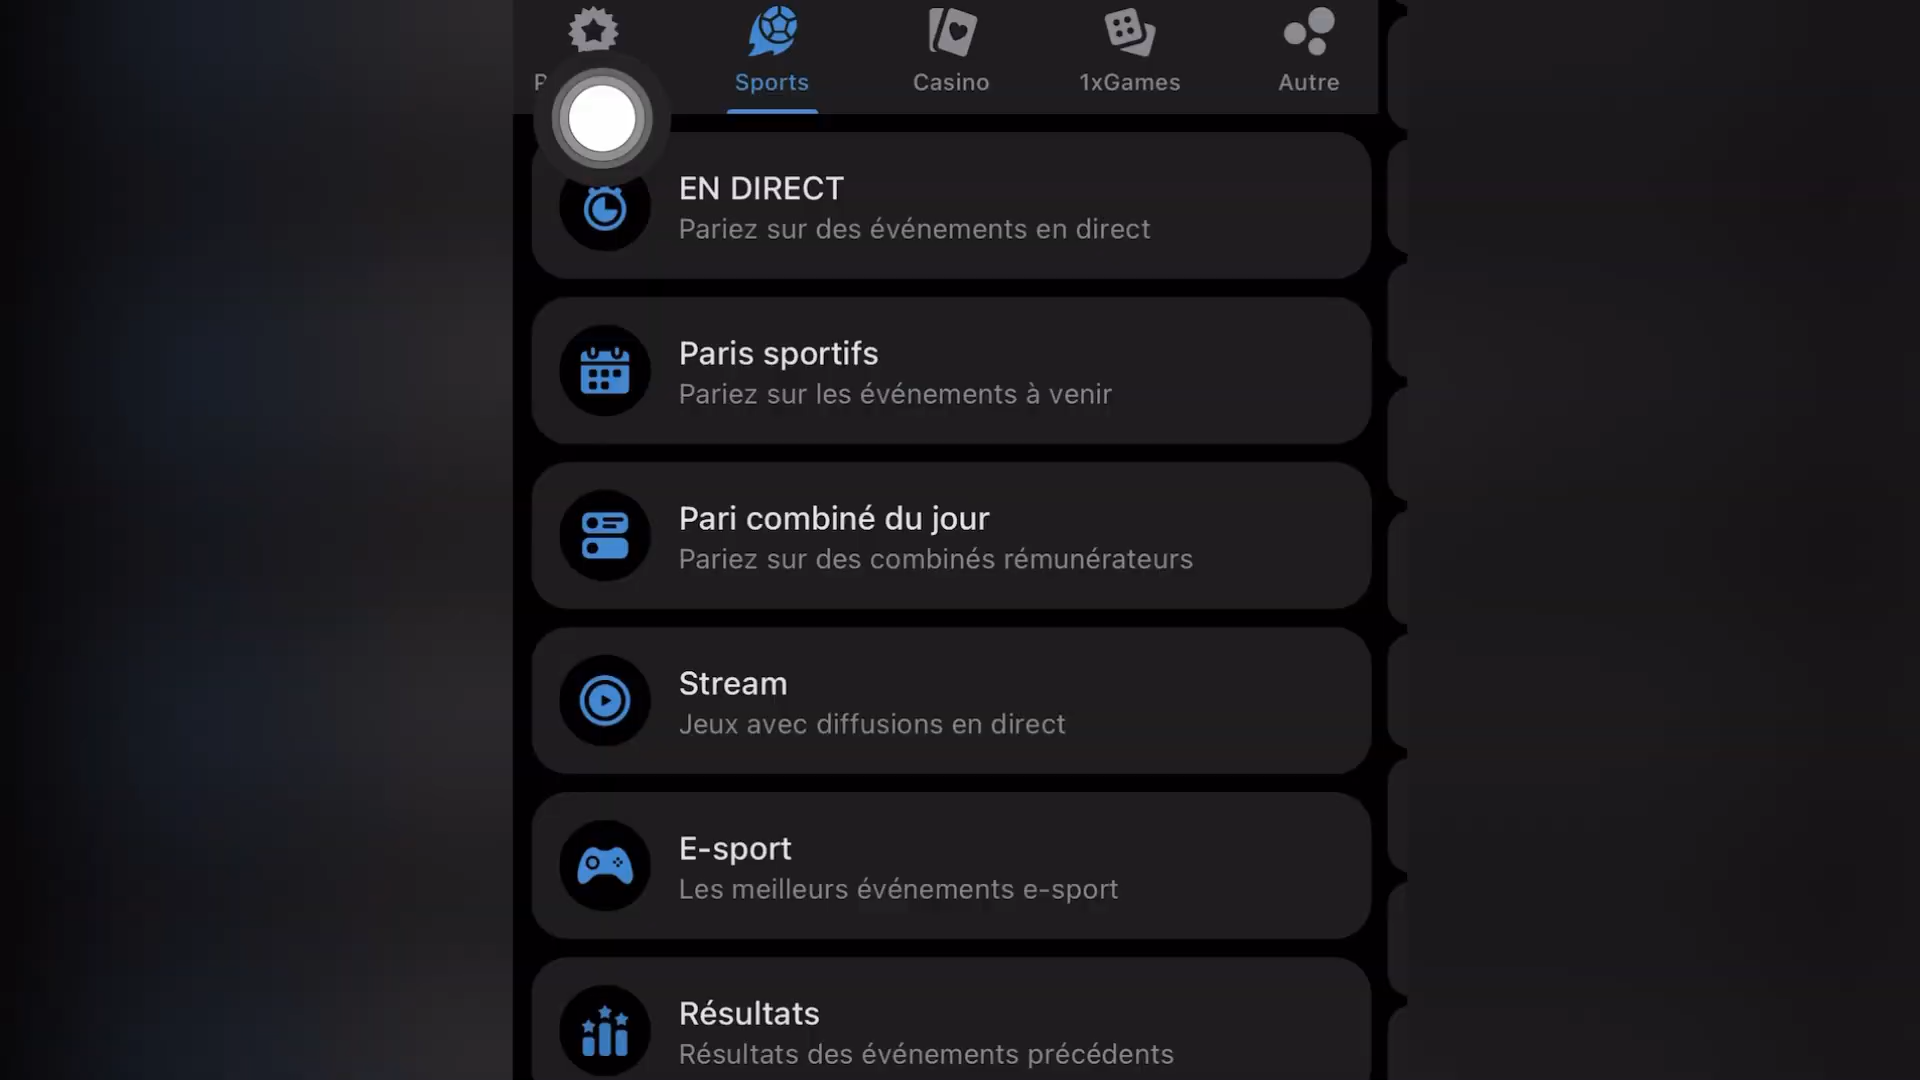 Sports
Casino
1xGames
Autre
EN DIRECT
Pariez sur des événements en direct
Paris sportifs
Pariez sur les événements à venir
Pari combiné du jour
Pariez sur des combinés rémunérateurs
Stream
Jeux avec diffusions en direct
E-sport
Les meilleurs événements e-sport
Résultats
Résultats des événements précédents